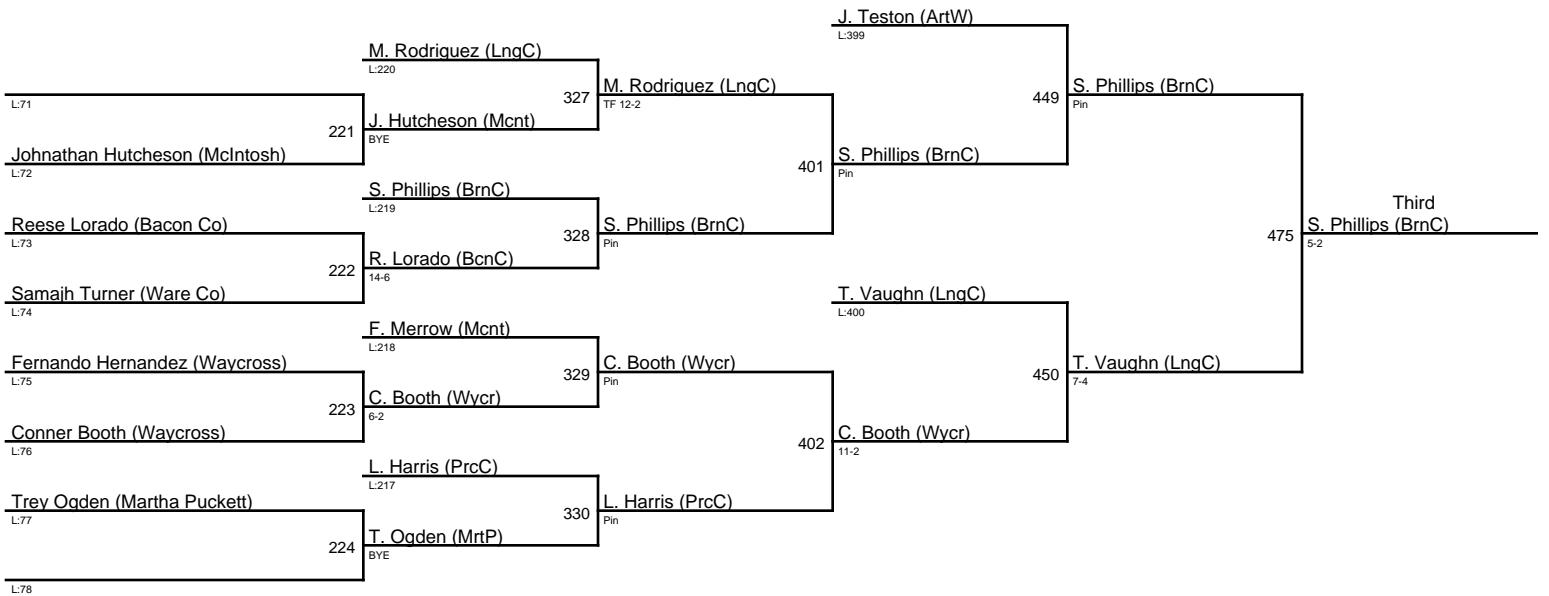 J. Teston (ArtW)
L:399
M. Rodriguez (LngC)
L:220
327
M. Rodriguez (LngC)
TF 12-2
449
S. Phillips (BrnC)
Pin
L:71
221
J. Hutcheson (Mcnt)
BYE
Johnathan Hutcheson (McIntosh)
L:72
401
S. Phillips (BrnC)
Pin
S. Phillips (BrnC)
L:219
Reese Lorado (Bacon Co)
L:73
328
S. Phillips (BrnC)
Pin
475
Third
S. Phillips (BrnC)
5-2
222
R. Lorado (BcnC)
14-6
Samajh Turner (Ware Co)
L:74
T. Vaughn (LngC)
L:400
F. Merrow (Mcnt)
L:218
Fernando Hernandez (Waycross)
L:75
329
C. Booth (Wycr)
Pin
450
T. Vaughn (LngC)
7-4
223
C. Booth (Wycr)
6-2
Conner Booth (Waycross)
L:76
402
C. Booth (Wycr)
11-2
L. Harris (PrcC)
L:217
Trey Ogden (Martha Puckett)
L:77
330
L. Harris (PrcC)
Pin
224
T. Ogden (MrtP)
BYE
L:78